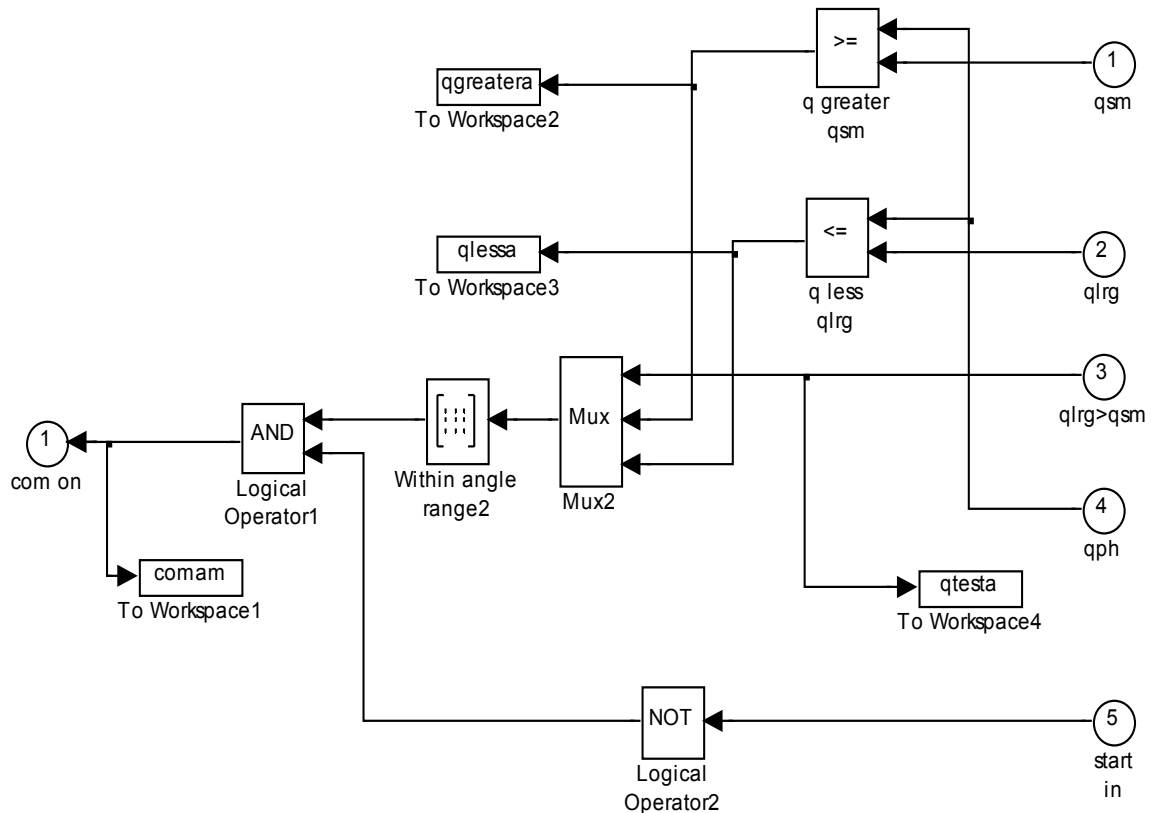 >=
q greater
qsm
1
qsm
qgreatera
To Workspace2
<=
q less
qlrg
2
qlrg
qlessa
To Workspace3
3
qlrg>qsm
Mux
Mux2
Within angle
range2
AND
Logical
Operator1
1
com on
4
qph
comam
To Workspace1
qtesta
To Workspace4
NOT
Logical
Operator2
5
start
in